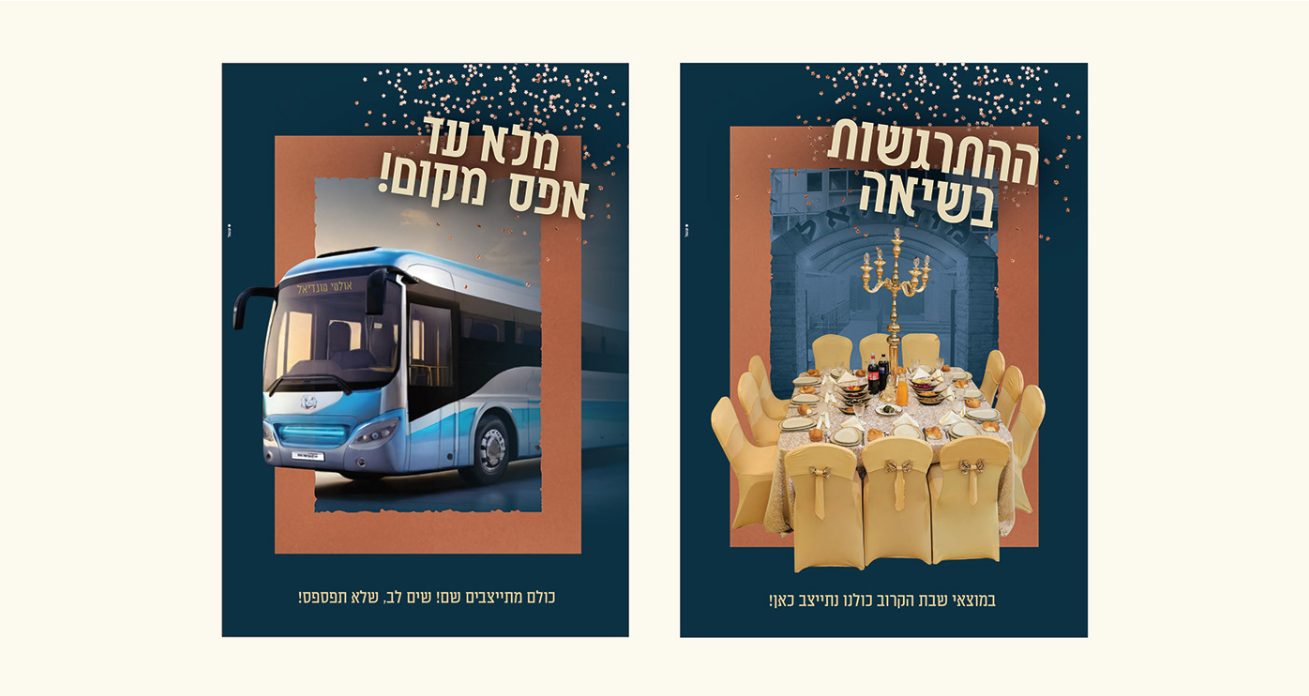 מלא עד
אפס מקום!
אולמי מונדיאל
כולם מתייצבים שם! שים לב, שלא תפספס!
ההתרגשות
בשיאה
במוצאי שבת הקרוב כולנו נתייצב כאן!